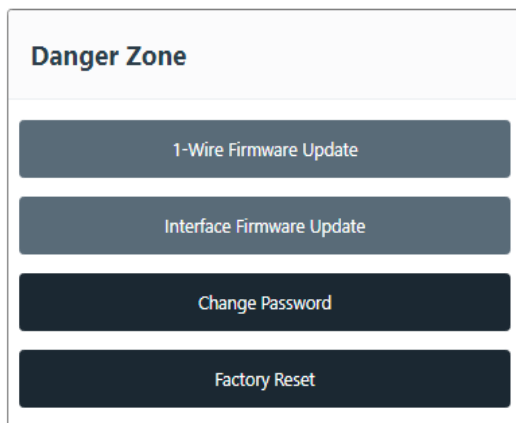 Danger Zone
1-Wire Firmware Update
Interface Firmware Update
Change Password
Factory Reset